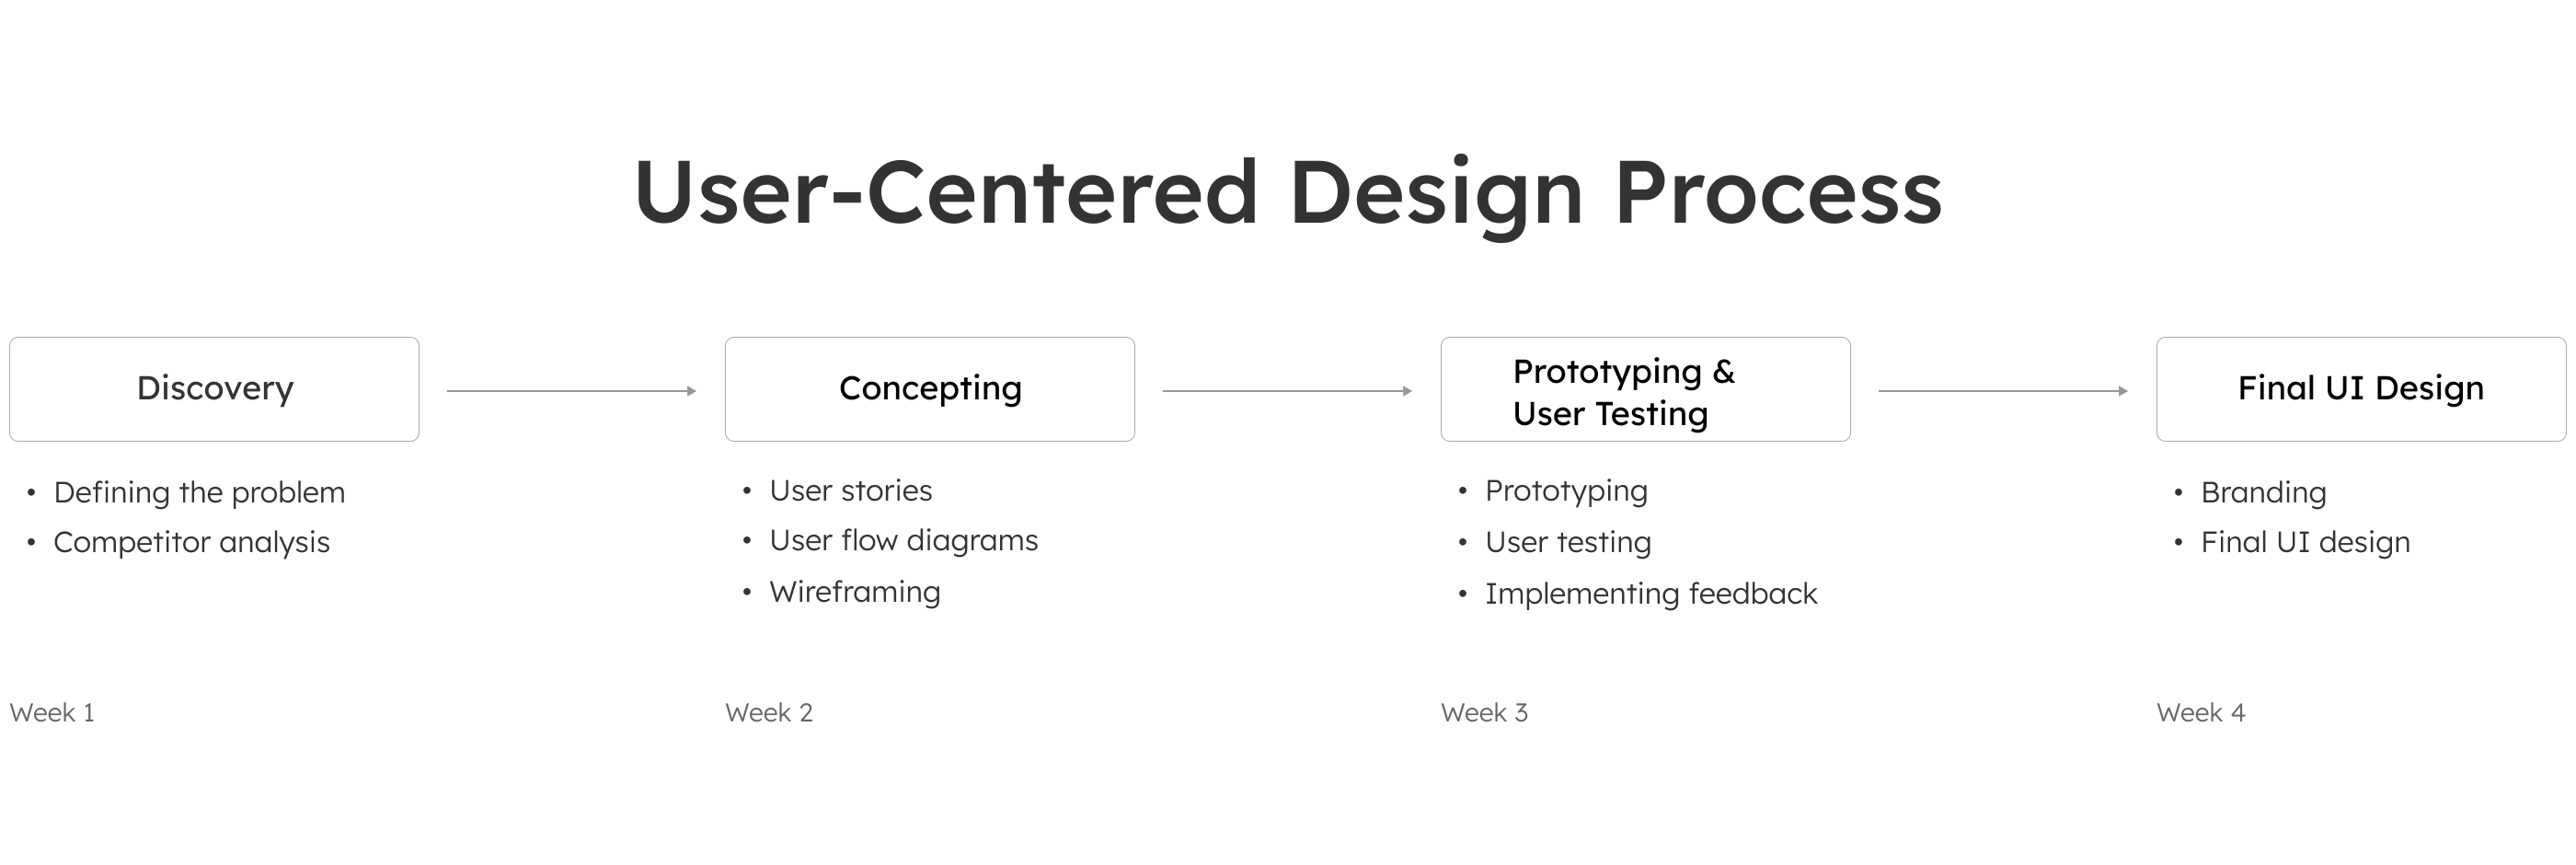 User-Centered Design Process
Discovery
• Defining the problem
• Competitor analysis
Week 1
Concepting
• User stories
• User flow diagrams
• Wireframing
Week 2
Prototyping &
User Testing
• Prototyping
• User testing
• Implementing feedback
Week 3
Final UI Design
• Branding
• Final UI design
Week 4